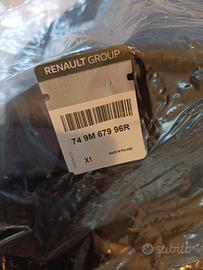 RENAULT GROUP
74 9M 679 96R
X1
MADE IN POLAND
subito